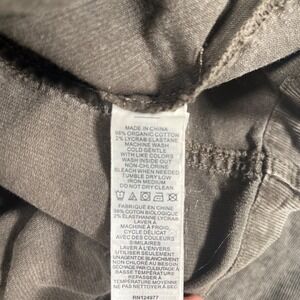 MADE IN CHINA
98% ORGANIC COTTON
2% LYCRA® ELASTANE
MACHINE WASH
COLD GENTLE
WITH LIKE COLORS
WASH INSIDE OUT
NON-CHLORINE
BLEACH WHEN NEEDED
TUMBLE DRY LOW
IRON MEDIUM
DO NOT DRY CLEAN
FABRIQUÉ EN CHINE
98% COTON BIOLOGIQUE
2% ÉLASTHANNE LYCRA®
LAVER À
MACHINE À FROID,
CYCLE DÉLICAT
AVEC DES COULEURS
SIMILAIRES
LAVER À L'ENVERS
UTILISER SEULEMENT
UN AGENT DE BLANCHIMENT
NON CHLORÉ AU BESOIN
SÉCHAGE PAR CULBUTAGE À
BASSE TEMPÉRATURE
REPASSER À
TEMPÉRATURE MOYENNE
NE PAS NETTOYER À SEC
RN124977